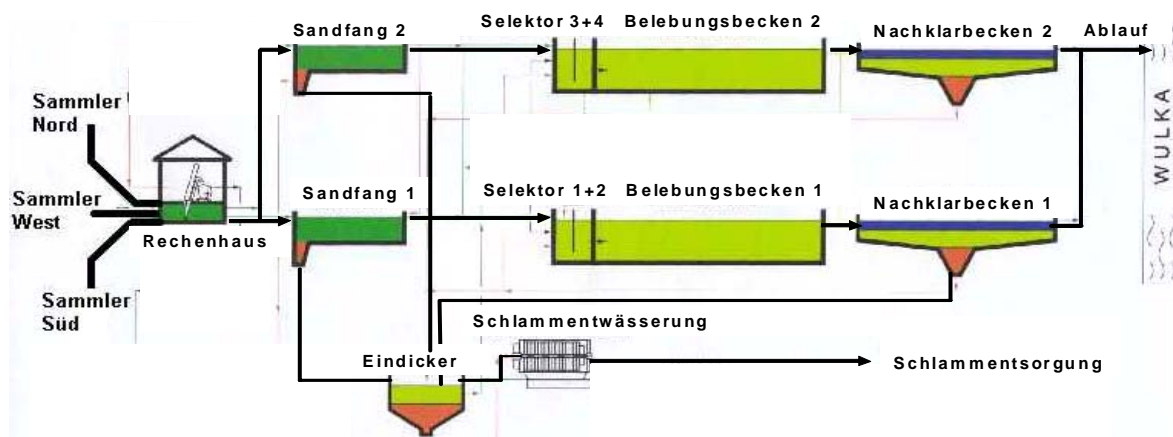 Sandfang 2
Selektor 3+4
Belebungsbecken 2
Nachklarbecken 2
Ablauf
Sammler
Nord
Sammler
West
Sammler
Süd
Rechenhaus
Sandfang 1
Selektor 1+2
Belebungsbecken 1
Nachklarbecken 1
WULKA
Schlammentwässerung
Eindicker
Schlammentsorgung